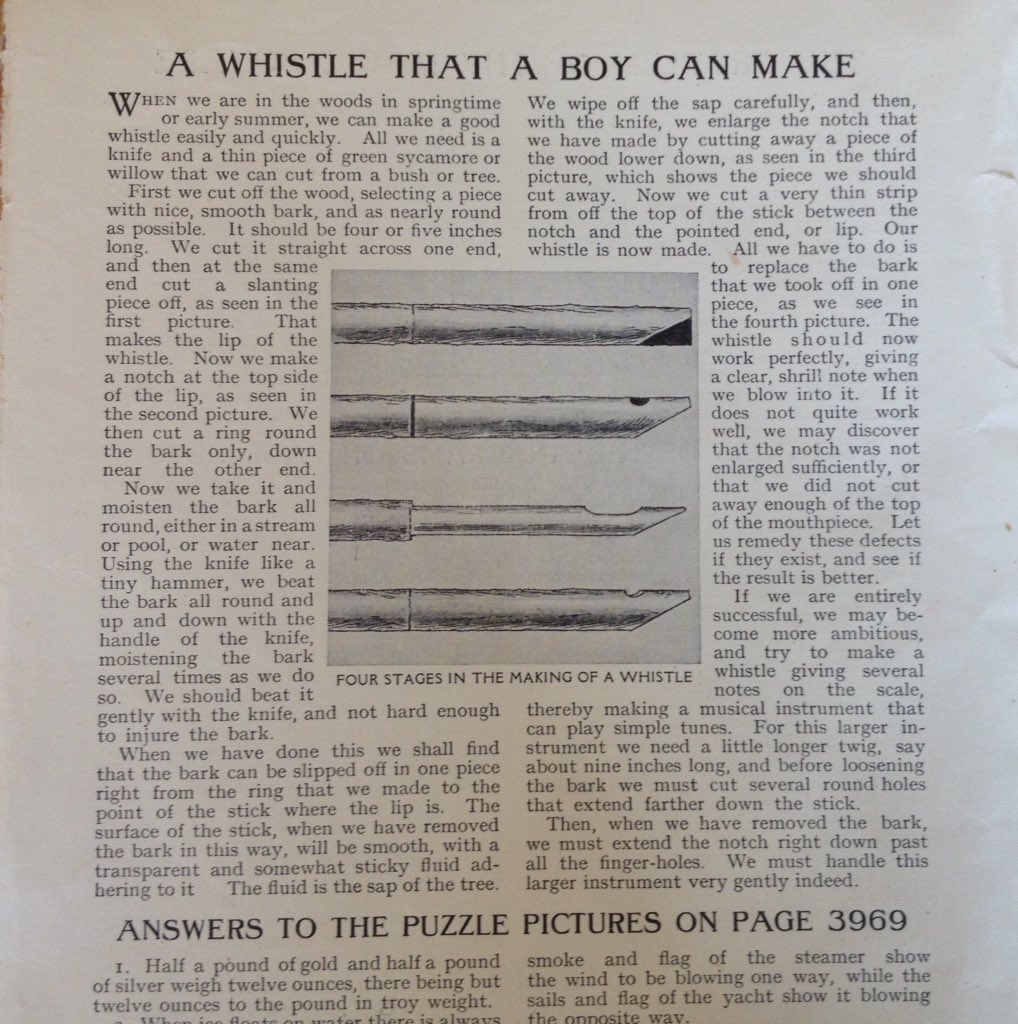 A WHISTLE THAT A BOY CAN MAKE
WHEN we are in the woods in springtime
or early summer, we can make a good
whistle easily and quickly. All we need is a
knife and a thin piece of green sycamore or
willow that we can cut from a bush or tree.
First we cut off the wood, selecting a piece
with nice, smooth bark, and as nearly round
as possible. It should be four or five inches
long. We cut it straight across one end,
and then at the same
end cut a slanting
piece off, as seen in the
first picture. That
makes the lip of the
whistle. Now we make
a notch at the top side
of the lip, as seen in
the second picture. We
then cut a ring round
the bark only, down
near the other end.
Now we take it and
moisten the bark all
round, either in a stream
or pool, or water near.
Using the knife like a
tiny hammer, we beat
the bark all round and
up and down with the
handle of the knife,
moistening the bark
several times as we do
so. We should beat it
gently with the knife, and not hard enough
to injure the bark.
When we have done this we shall find
that the bark can be slipped off in one piece
right from the ring that we made to the
point of the stick where the lip is. The
surface of the stick, when we have removed
the bark in this way, will be smooth, with a
transparent and somewhat sticky fluid ad-
hering to it The fluid is the sap of the tree.
We wipe off the sap carefully, and then,
with the knife, we enlarge the notch that
we have made by cutting away a piece of
the wood lower down, as seen in the third
picture, which shows the piece we should
cut away. Now we cut a very thin strip
from off the top of the stick between the
notch and the pointed end, or lip. Our
whistle is now made. All we have to do is
to replace the bark
that we took off in one
piece, as we see in
the fourth picture. The
whistle should now
work perfectly, giving
a clear, shrill note when
we blow into it. If it
does not quite work
well, we may discover
that the notch was not
enlarged sufficiently, or
that we did not cut
away enough of the top
of the mouthpiece. Let
us remedy these defects
if they exist, and see if
the result is better.
If we are entirely
successful, we may be-
come more ambitious,
and try to make a
whistle giving several
notes on the scale,
thereby making a musical instrument that
can play simple tunes. For this larger in-
strument we need a little longer twig, say
about nine inches long, and before loosening
the bark we must cut several round holes
that extend farther down the stick.
Then, when we have removed the bark,
we must extend the notch right down past
all the finger-holes. We must handle this
larger instrument very gently indeed.
FOUR STAGES IN THE MAKING OF A WHISTLE
ANSWERS TO THE PUZZLE PICTURES ON PAGE 3969
1. Half a pound of gold and half a pound
of silver weigh twelve ounces, there being but
twelve ounces to the pound in troy weight.
2. When ice floats on water there is always
smoke and flag of the steamer show
the wind to be blowing one way, while the
sails and flag of the yacht show it blowing
the opposite way.